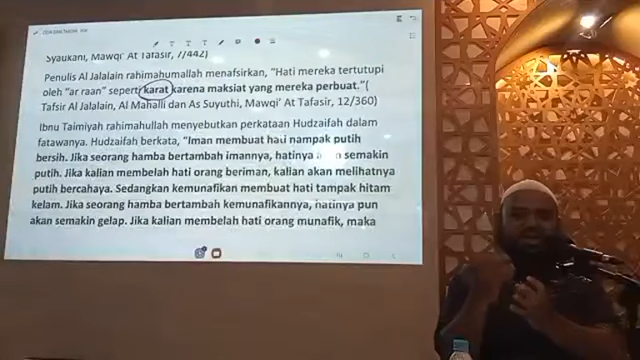 Syaukani, Mawqi' At Tafasir, 7/442)
Penulis Al Jalalain rahimahumallah menafsirkan, "Hati mereka tertutupi
oleh "ar raan" seperti karat karena maksiat yang mereka perbuat."(
Tafsir Al Jalalain, Al Mahalli dan As Suyuthi, Mawqi' At Tafasir, 12/360)
Ibnu Taimiyah rahimahullah menyebutkan perkataan Hudzaifah dalam
fatawanya. Hudzaifah berkata, "Iman membuat hati nampak putih
bersih. Jika seorang hamba bertambah imannya, hatinya semakin
putih. Jika kalian membelah hati orang beriman, kalian akan melihatnya
putih bercahaya. Sedangkan kemunafikan membuat hati tampak hitam
kelam. Jika seorang hamba bertambah kemunafikannya, hatinya pun
akan semakin gelap. Jika kalian membelah hati orang munafik, maka